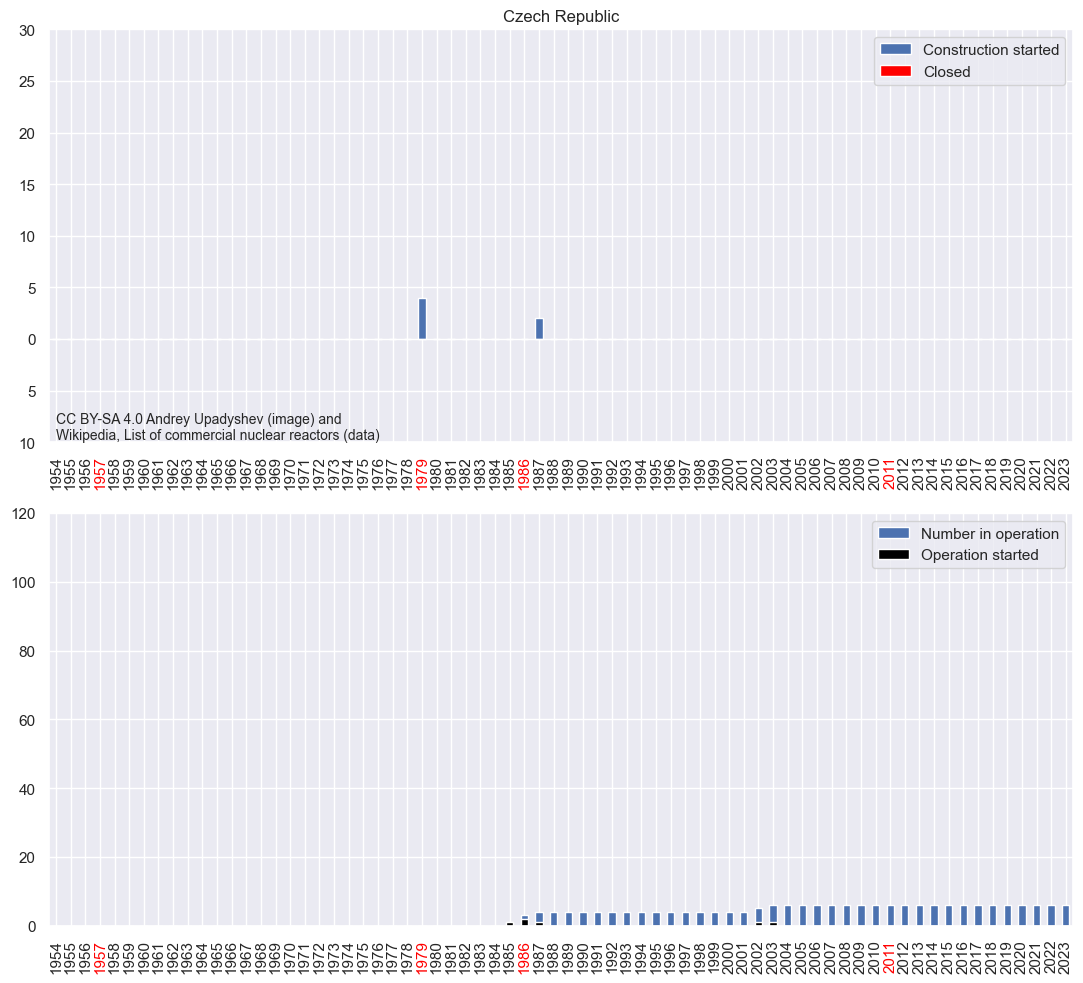 Czech Republic
30
25
20
15
10
5
0
5
10
Construction started
Closed
CC BY-SA 4.0 Andrey Upadyshev (image) and
Wikipedia, List of commercial nuclear reactors (data)
1954 1955 1956 1957 1958 1959 1960 1961 1962 1963 1964 1965 1966 1967 1968 1969 1970 1971 1972 1973 1974 1975 1976 1977 1978 1979 1980 1981 1982 1983 1984 1985 1986 1987 1988 1989 1990 1991 1992 1993 1994 1995 1996 1997 1998 1999 2000 2001 2002 2003 2004 2005 2006 2007 2008 2009 2010 2011 2012 2013 2014 2015 2016 2017 2018 2019 2020 2021 2022 2023
120
100
80
60
40
20
0
Number in operation
Operation started
1954 1955 1956 1957 1958 1959 1960 1961 1962 1963 1964 1965 1966 1967 1968 1969 1970 1971 1972 1973 1974 1975 1976 1977 1978 1979 1980 1981 1982 1983 1984 1985 1986 1987 1988 1989 1990 1991 1992 1993 1994 1995 1996 1997 1998 1999 2000 2001 2002 2003 2004 2005 2006 2007 2008 2009 2010 2011 2012 2013 2014 2015 2016 2017 2018 2019 2020 2021 2022 2023